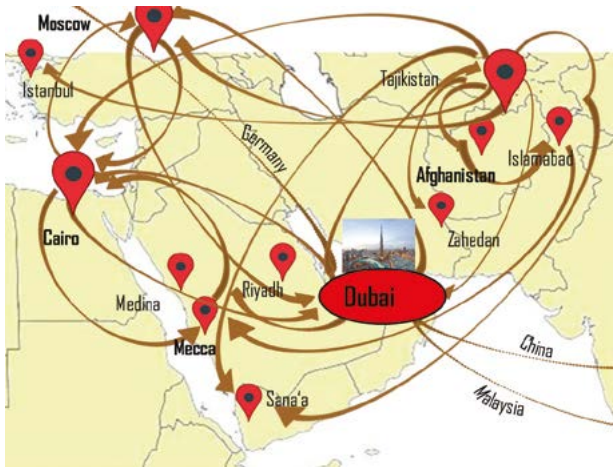 Moscow
Istanbul
Tajikistan
Germany
Islamabad
Afghanistan
Cairo
Zahedan
Medina
Riyadh
Dubai
Mecca
China
Sana'a
Malaysia